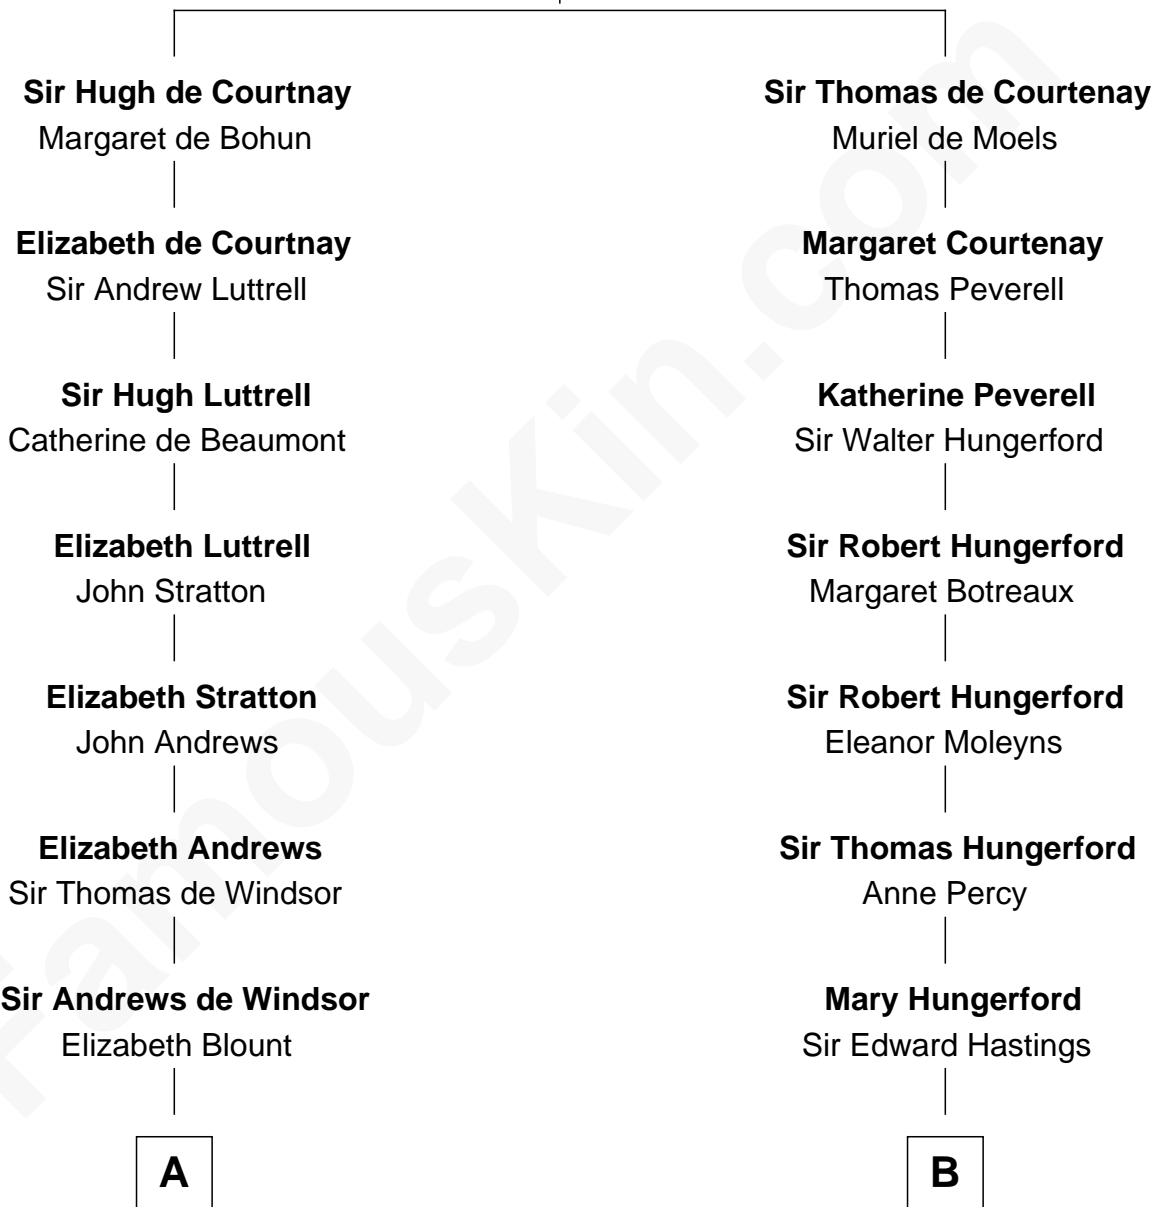 Sir Hugh de Courtnay
Margaret de Bohun
Elizabeth de Courtnay
Sir Andrew Luttrell
Sir Hugh Luttrell
Catherine de Beaumont
Elizabeth Luttrell
John Stratton
Elizabeth Stratton
John Andrews
Elizabeth Andrews
Sir Thomas de Windsor
Sir Andrews de Windsor
Elizabeth Blount
A
Sir Thomas de Courtenay
Muriel de Moels
Margaret Courtenay
Thomas Peverell
Katherine Peverell
Sir Walter Hungerford
Sir Robert Hungerford
Margaret Botreaux
Sir Robert Hungerford
Eleanor Moleyns
Sir Thomas Hungerford
Anne Percy
Mary Hungerford
Sir Edward Hastings
B
FamousKin.com